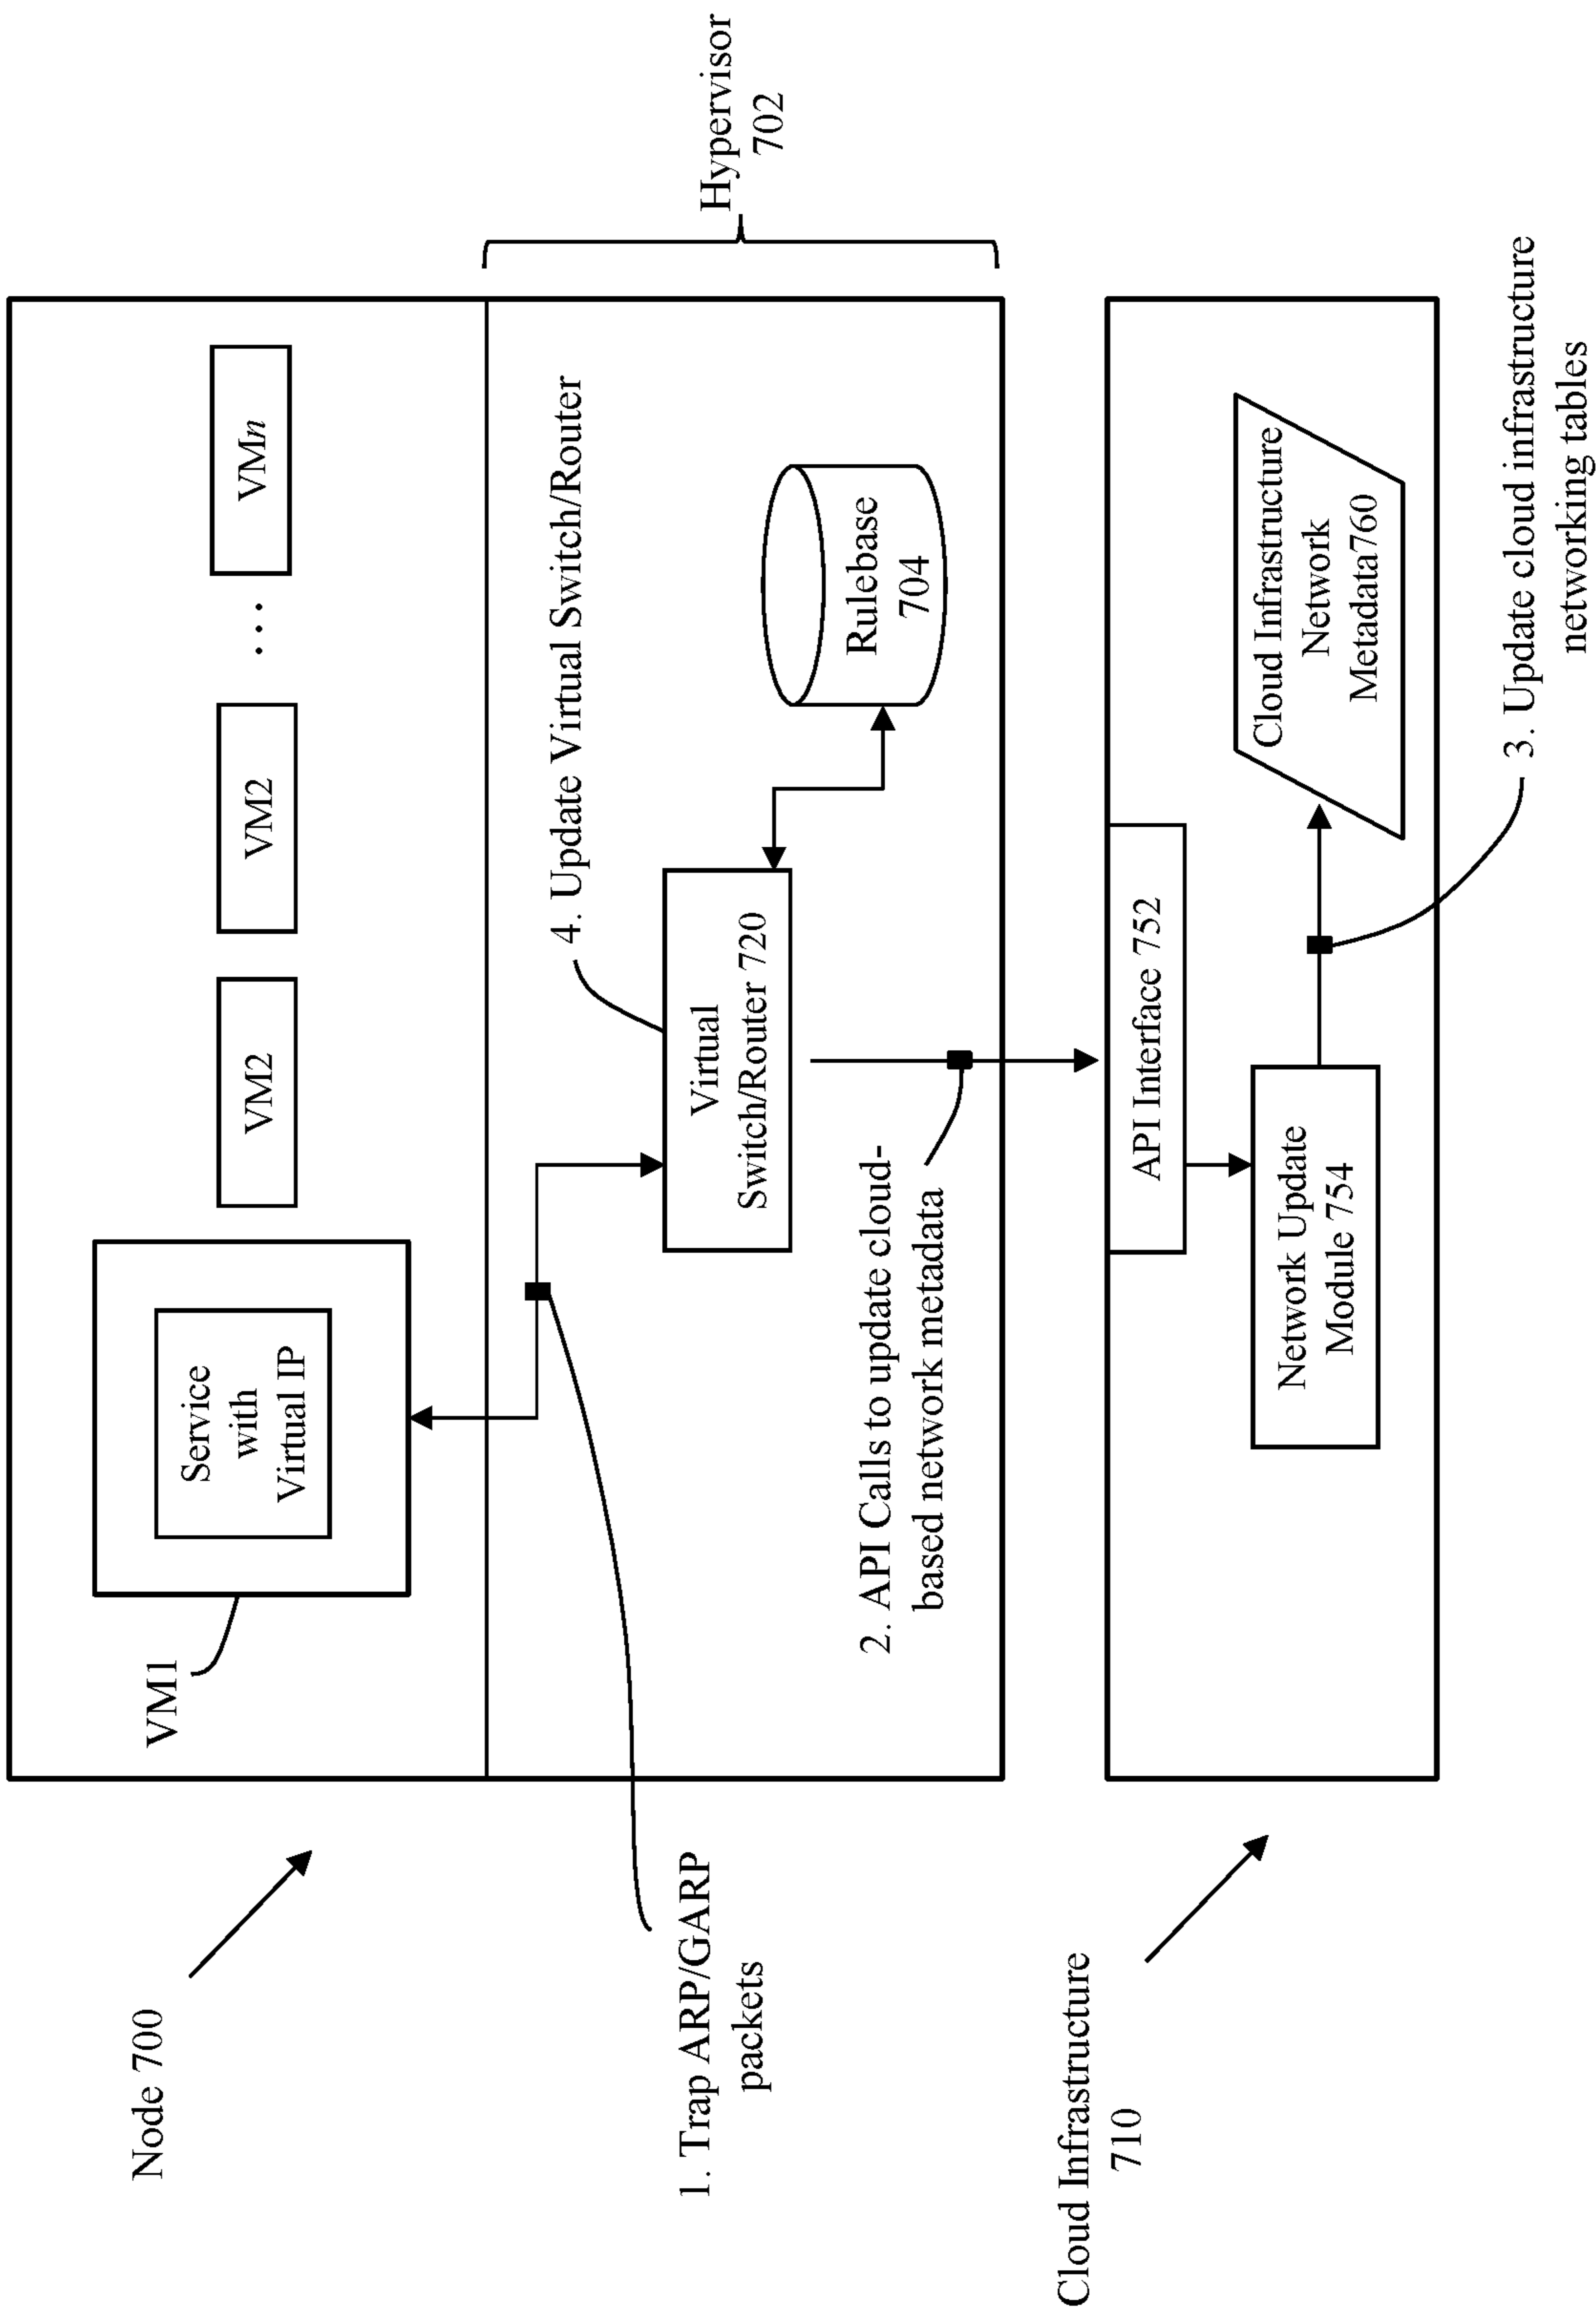 Node 700
VM1
Service
with
Virtual IP
VM2
VM2
...
VMn
1. Trap ARP/GARP
packets
4. Update Virtual Switch/Router
Virtual
Switch/Router 720
Rulebase
704
Hypervisor
702
2. API Calls to update cloud-
based network metadata
Cloud Infrastructure
710
API Interface 752
Network Update
Module 754
Cloud Infrastructure
Network
Metadata760
3. Update cloud infrastructure
networking tables